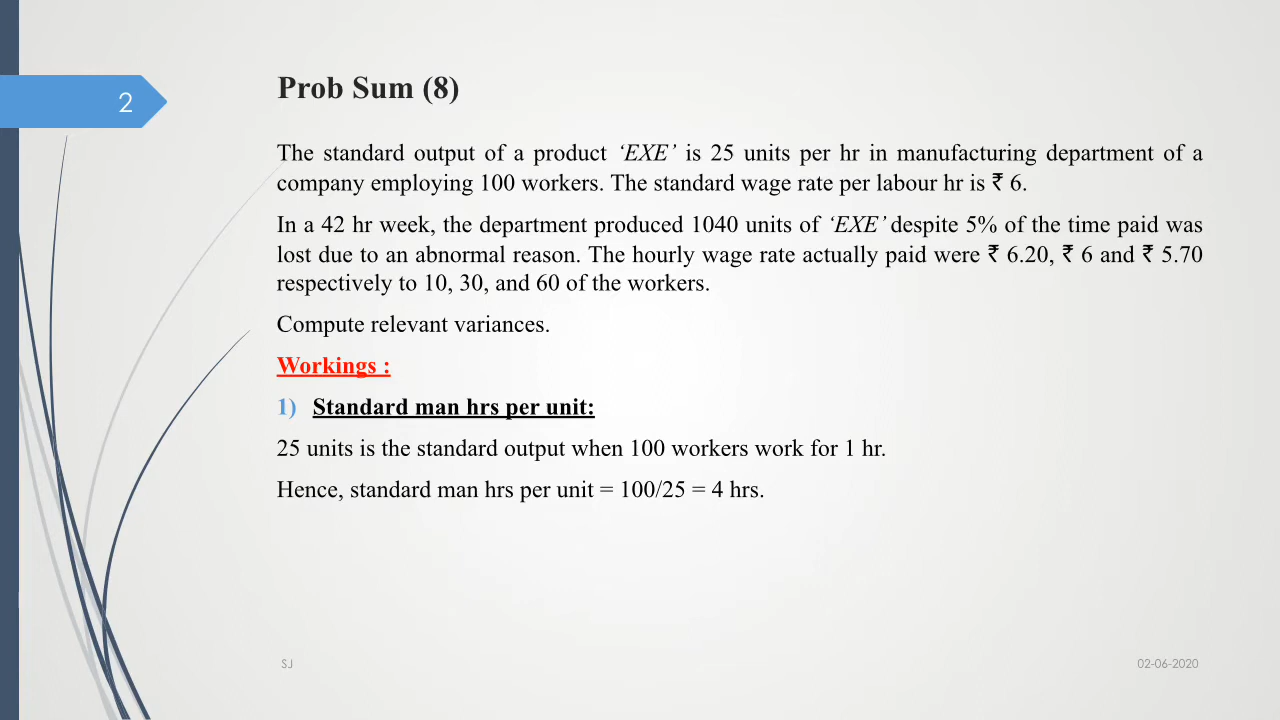 2
Prob Sum (8)
The standard output of a product ‘EXE’ is 25 units per hr in manufacturing department of a
company employing 100 workers. The standard wage rate per labour hr is ₹ 6.
In a 42 hr week, the department produced 1040 units of ‘EXE’ despite 5% of the time paid was
lost due to an abnormal reason. The hourly wage rate actually paid were ₹ 6.20, ₹ 6 and ₹ 5.70
respectively to 10, 30, and 60 of the workers.
Compute relevant variances.
Workings :
1) Standard man hrs per unit:
25 units is the standard output when 100 workers work for 1 hr.
Hence, standard man hrs per unit = 100/25 = 4 hrs.
SJ
02-06-2020